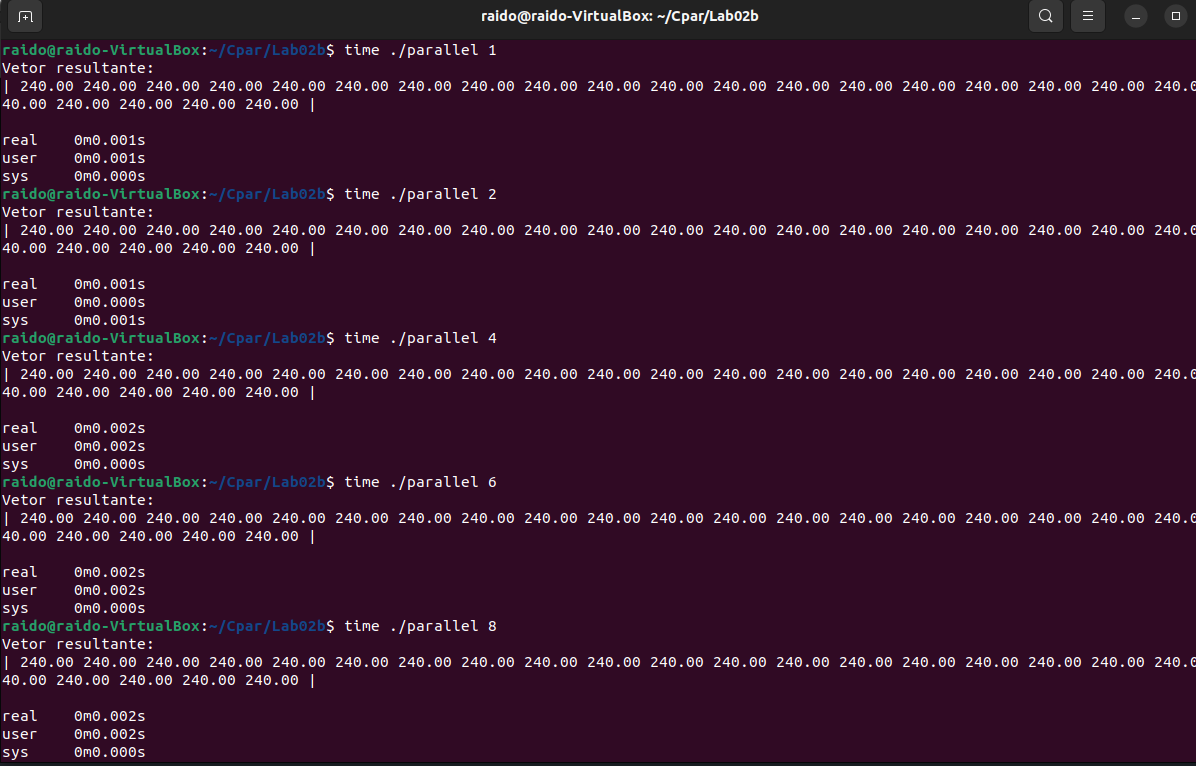 raido@raido-VirtualBox: ~/Cpar/Lab02b
raido@raido-VirtualBox:~/Cpar/Lab02b$ time ./parallel 1
Vetor resultante:
| 240.00 240.00 240.00 240.00 240.00 240.00 240.00 240.00 240.00 240.00 240.00 240.00 240.00 240.00 240.00 240.00 240.00 240.00 240.0
40.00 240.00 240.00 240.00 240.00 |
real 0m0.001s
user 0m0.001s
sys 0m0.000s
raido@raido-VirtualBox:~/Cpar/Lab02b$ time ./parallel 2
Vetor resultante:
| 240.00 240.00 240.00 240.00 240.00 240.00 240.00 240.00 240.00 240.00 240.00 240.00 240.00 240.00 240.00 240.00 240.00 240.00 240.0
40.00 240.00 240.00 240.00 240.00 |
real 0m0.001s
user 0m0.000s
sys 0m0.001s
raido@raido-VirtualBox:~/Cpar/Lab02b$ time ./parallel 4
Vetor resultante:
| 240.00 240.00 240.00 240.00 240.00 240.00 240.00 240.00 240.00 240.00 240.00 240.00 240.00 240.00 240.00 240.00 240.00 240.00 240.0
40.00 240.00 240.00 240.00 240.00 |
real 0m0.002s
user 0m0.002s
sys 0m0.000s
raido@raido-VirtualBox:~/Cpar/Lab02b$ time ./parallel 6
Vetor resultante:
| 240.00 240.00 240.00 240.00 240.00 240.00 240.00 240.00 240.00 240.00 240.00 240.00 240.00 240.00 240.00 240.00 240.00 240.00 240.0
40.00 240.00 240.00 240.00 240.00 |
real 0m0.002s
user 0m0.002s
sys 0m0.000s
raido@raido-VirtualBox:~/Cpar/Lab02b$ time ./parallel 8
Vetor resultante:
| 240.00 240.00 240.00 240.00 240.00 240.00 240.00 240.00 240.00 240.00 240.00 240.00 240.00 240.00 240.00 240.00 240.00 240.00 240.0
40.00 240.00 240.00 240.00 240.00 |
real 0m0.002s
user 0m0.002s
sys 0m0.000s